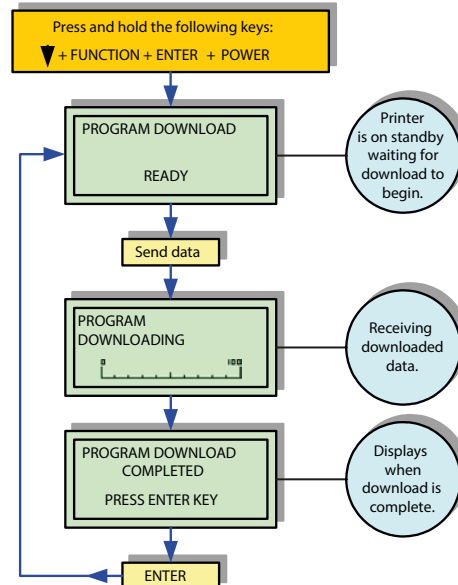 Press and hold the following keys:
+ FUNCTION + ENTER + POWER
PROGRAM DOWNLOAD
READY
Printer
is on standby
waiting for
download to
begin.
Send data
PROGRAM
DOWNLOADING
0 100
Receiving
downloaded
data.
PROGRAM DOWNLOAD
COMPLETED
PRESS ENTER KEY
Displays
when
download is
complete.
ENTER